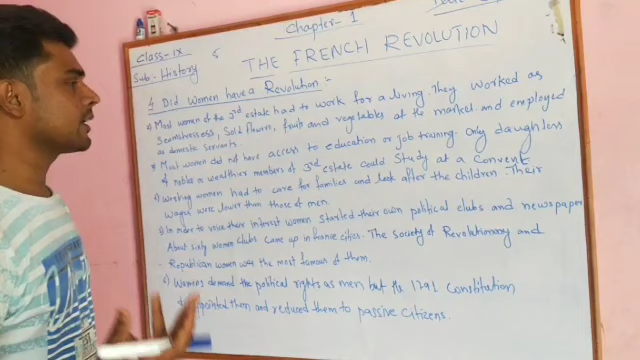 Chapter - 1
Class - IX
Sub - History
THE FRENCH REVOLUTION
4 Did Women have a Revolution :-
Most women of the 3rd estate had to work for a living. They worked as
Seamstresses, Sold flowers, fruits and vegetables at the market and employed
as domestic servants.
Most women did not have access to education or job training. Only daughters
of nobles or wealthier members of 3rd estate could Study at a Convent
Working women had to care for families and look after the children. Their
wages were lower than those of men.
In order to voice their interest women Started their own political clubs and newspaper
About sixty women clubs came up in france cities. The Society of Revolutionary and
Republican women was the most famous of them.
Womens demand the political rights as men but the 1791 Constitution
disappointed them and reduced them to passive Citizens.